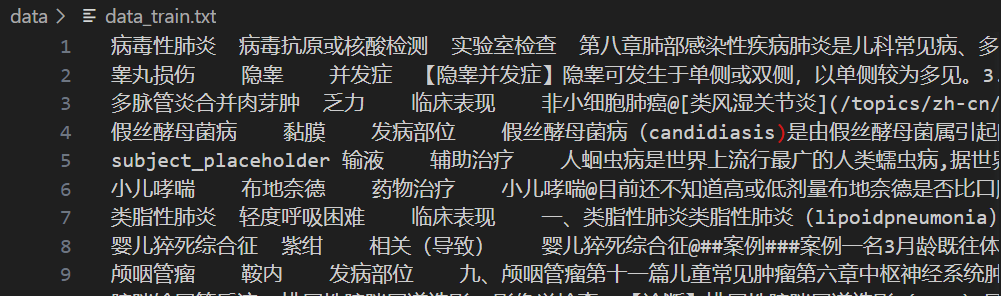 data > data_train.txt
1 病毒性肺炎 病毒抗原或核酸检测 实验室检查 第八章肺部感染性疾病肺炎是儿科常见病、多
2 睾丸损伤 隐睾 并发症 【隐睾并发症】隐睾可发生于单侧或双侧，以单侧较为多见。3.
3 多脉管炎合并肉芽肿 乏力 临床表现 非小细胞肺癌@[类风湿关节炎](/topics/zh-cn/
4 假丝酵母菌病 黏膜 发病部位 假丝酵母菌病（candidiasis)是由假丝酵母菌属引起
5 subject_placeholder 输液 辅助治疗 人蛔虫病是世界上流行最广的人类蠕虫病,据世界
6 小儿哮喘 布地奈德 药物治疗 小儿哮喘@目前还不知道高或低剂量布地奈德是否比口
7 类脂性肺炎 轻度呼吸困难 临床表现 一、类脂性肺炎类脂性肺炎（lipoidpneumonia)
8 婴儿猝死综合征 紫绀 相关（导致） 婴儿猝死综合征@##案例###案例一名3月龄既往体
9 颅咽管瘤 鞍内 发病部位 九、颅咽管瘤第十一篇儿童常见肿瘤第六章中枢神经系统肿